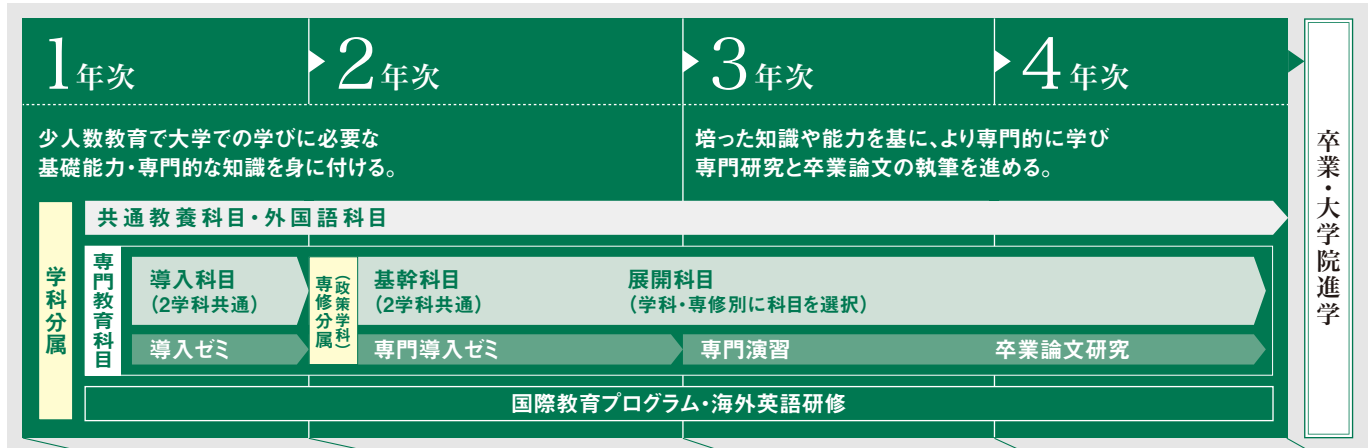 1年次
2年次
3年次
4年次
少人数教育で大学での学びに必要な
基礎能力・専門的な知識を身に付ける。
培った知識や能力を基に、より専門的に学び
専門研究と卒業論文の執筆を進める。
卒業・大学院進学
学科分属
共通教養科目・外国語科目
専門教育科目
導入科目
(2学科共通)
専修分属
(政策学科)
基幹科目
(2学科共通)
展開科目
(学科・専修別に科目を選択)
導入ゼミ
専門導入ゼミ
専門演習
卒業論文研究
国際教育プログラム・海外英語研修